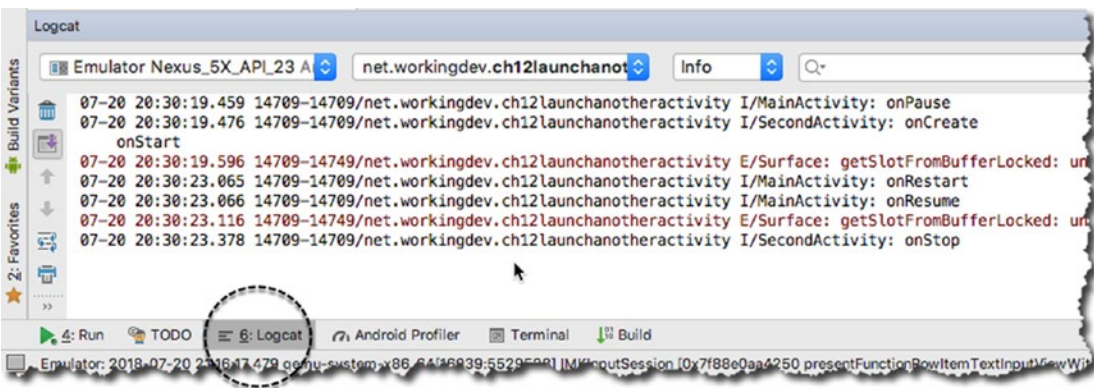 Logcat
Emulator Nexus_5X_API_23 A
net.workingdev.ch12launchanot
Info
Build Variants
07-20 20:30:19.459 14709-14709/net.workingdev.ch12launchanotheractivity I/MainActivity: onPause
07-20 20:30:19.476 14709-14709/net.workingdev.ch12launchanotheractivity I/SecondActivity: onCreate
onStart
07-20 20:30:19.596 14709-14749/net.workingdev.ch12launchanotheractivity E/Surface: getSlotFromBufferLocked: un
07-20 20:30:23.065 14709-14709/net.workingdev.ch12launchanotheractivity I/MainActivity: onRestart
07-20 20:30:23.066 14709-14709/net.workingdev.ch12launchanotheractivity I/MainActivity: onResume
07-20 20:30:23.116 14709-14749/net.workingdev.ch12launchanotheractivity E/Surface: getSlotFromBufferLocked: un
07-20 20:30:23.378 14709-14709/net.workingdev.ch12launchanotheractivity I/SecondActivity: onStop
2: Favorites
4: Run
TODO
6: Logcat
Android Profiler
Terminal
Build
Emulator: 2018-07-20